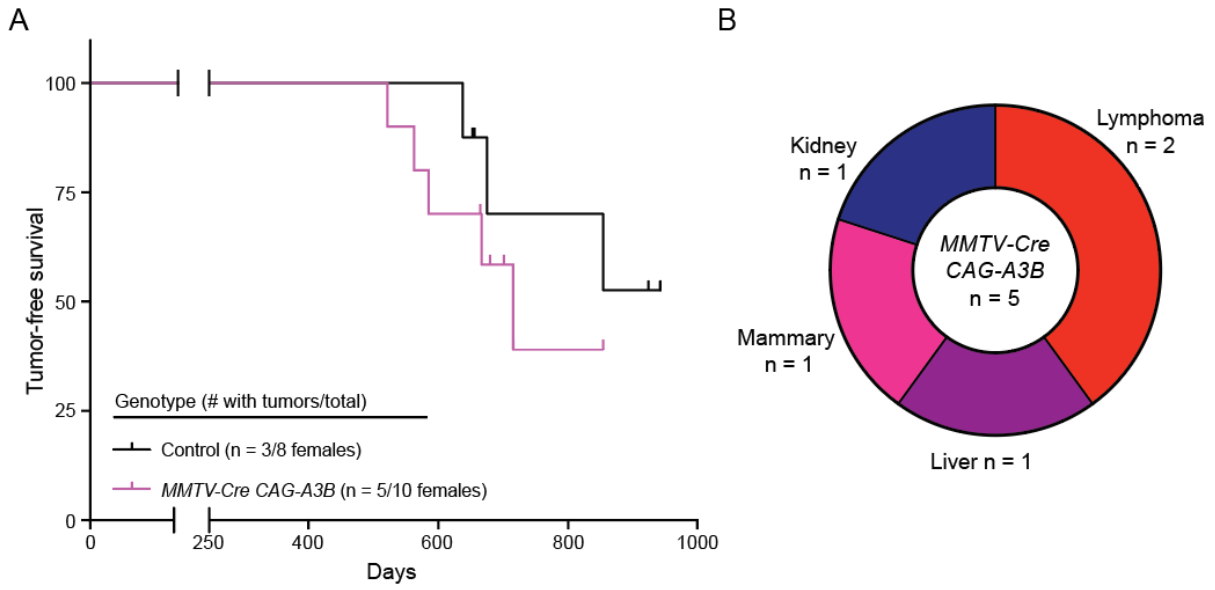 A
Tumor-free survival
100
75
50
25
0
Genotype (# with tumors/total)
Control (n = 3/8 females)
MMTV-Cre CAG-A3B (n = 5/10 females)
0
250
400
600
800
1000
Days
B
Lymphoma
n = 2
Kidney
n = 1
MMTV-Cre
CAG-A3B
n = 5
Mammary
n = 1
Liver n = 1